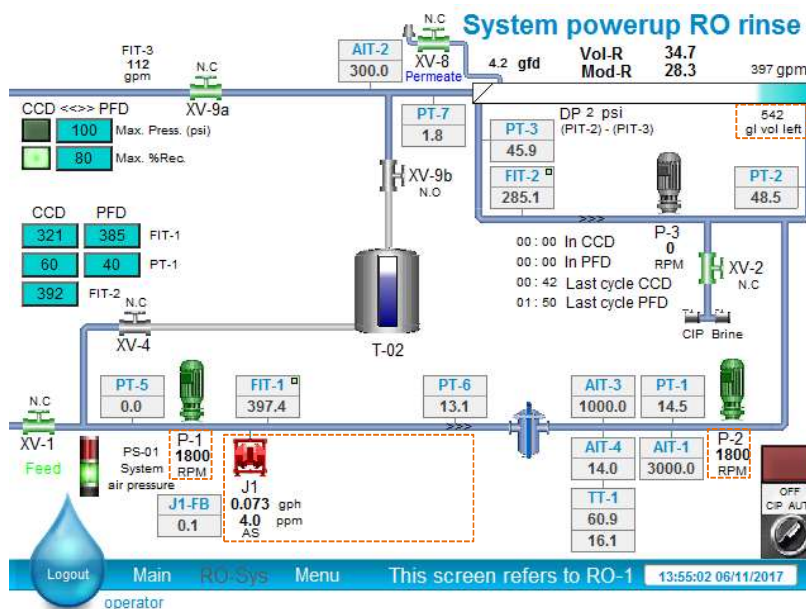 System powerup RO rinse
N.C
XV-8
Permeate
4.2 gfd
Vol-R 34.7
Mod-R 28.3
397 gpm
FIT-3
112
gpm
N.C
XV-9a
AIT-2
300.0
PT-7
1.8
542
gl vol left
CCD <<>> PFD
100 Max. Press. (psi)
80 Max. %Rec.
DP 2 psi
(PIT-2) - (PIT-3)
PT-3
45.9
FIT-2
285.1
PT-2
48.5
XV-9b
N.O
P-3
0
RPM
>>>
CCD PFD
321 385 FIT-1
60 40 PT-1
392 FIT-2
00:00 In CCD
00:00 In PFD
00:42 Last cycle CCD
01:50 Last cycle PFD
XV-2
N.C
CIP Brine
N.C
XV-4
T-02
N.C
XV-1
Feed
PT-5
0.0
FIT-1
397.4
PT-6
13.1
>>>
AIT-3
1000.0
PT-1
14.5
P-1
1800
RPM
P-2
1800
RPM
PS-01
System
air pressure
AIT-4
14.0
AIT-1
3000.0
J1
J1-FB
0.1
0.073 gph
4.0 ppm
AS
TT-1
60.9
16.1
OFF
CIP AUT
Logout
Main
RO-Sys
Menu
This screen refers to RO-1
13:55:02 06/11/2017
operator